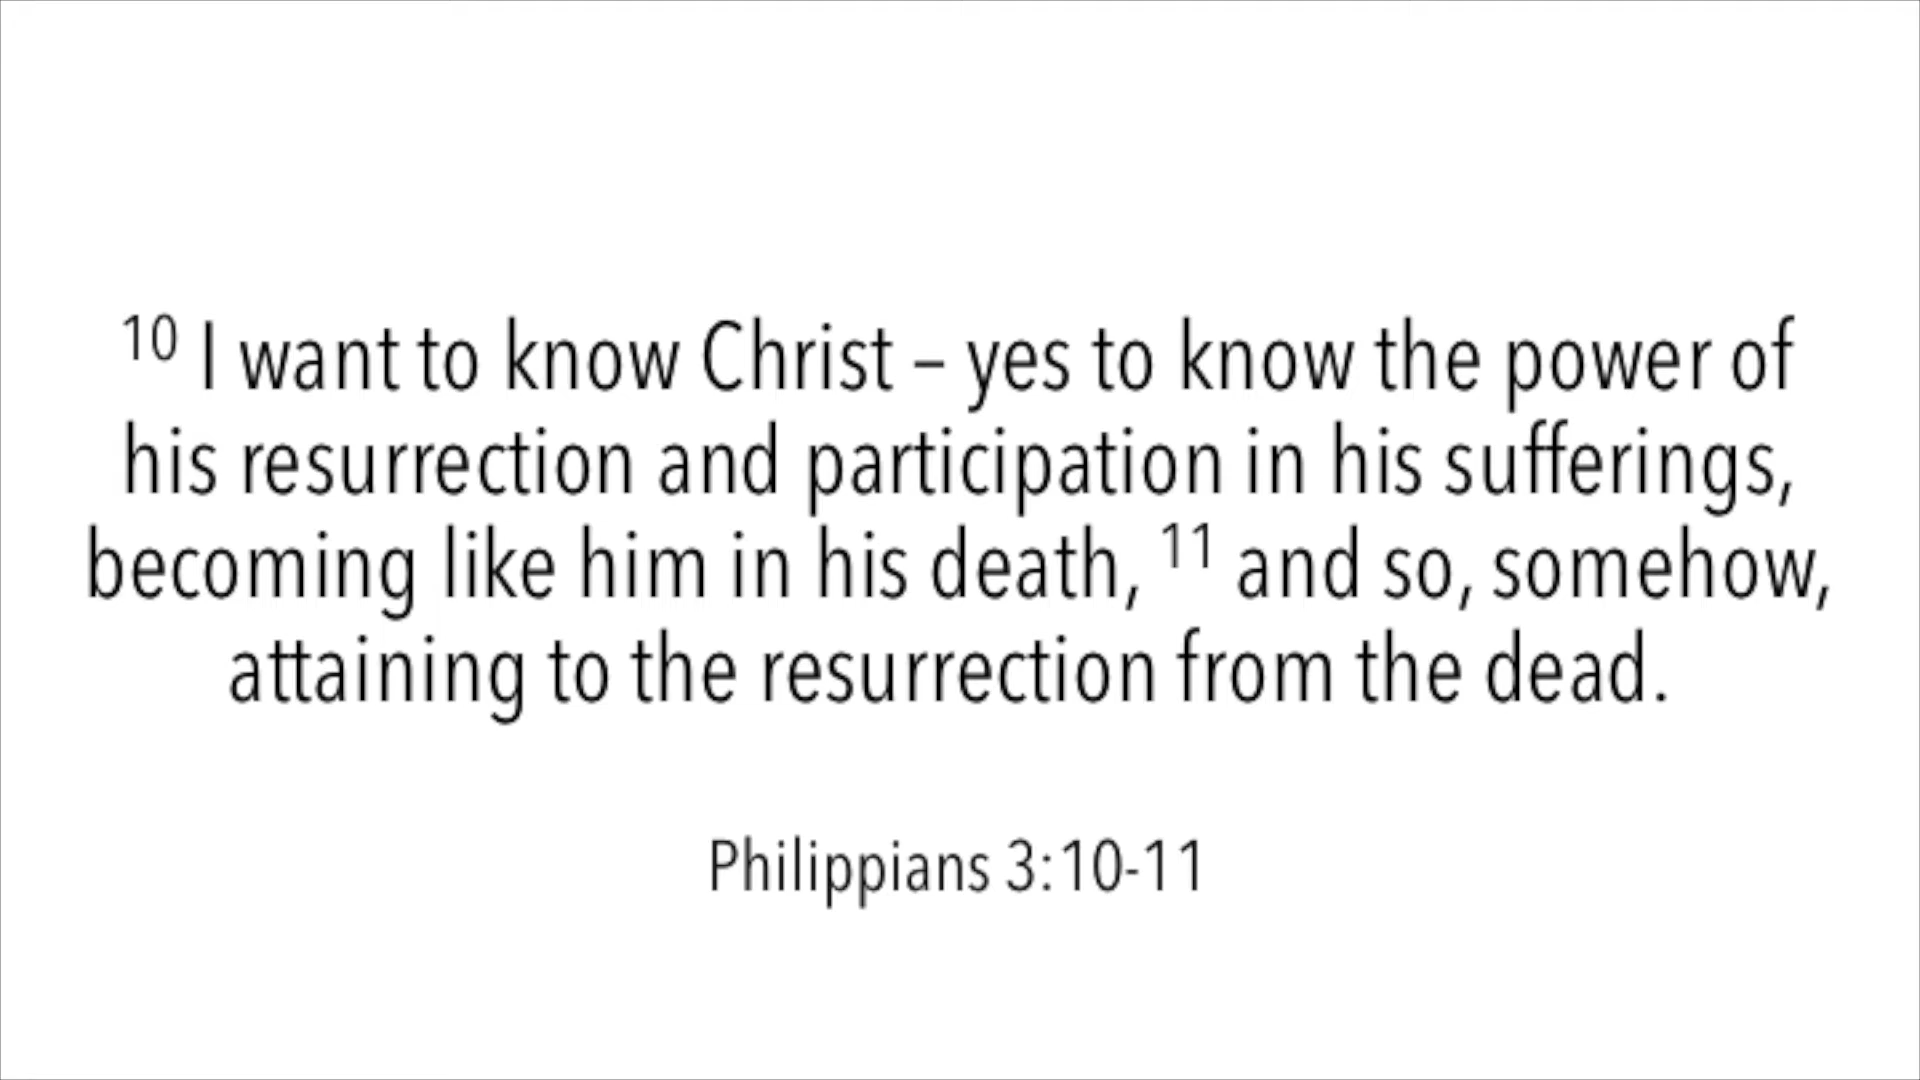 10 I want to know Christ – yes to know the power of
his resurrection and participation in his sufferings,
becoming like him in his death, 11 and so, somehow,
attaining to the resurrection from the dead.
Philippians 3:10-11